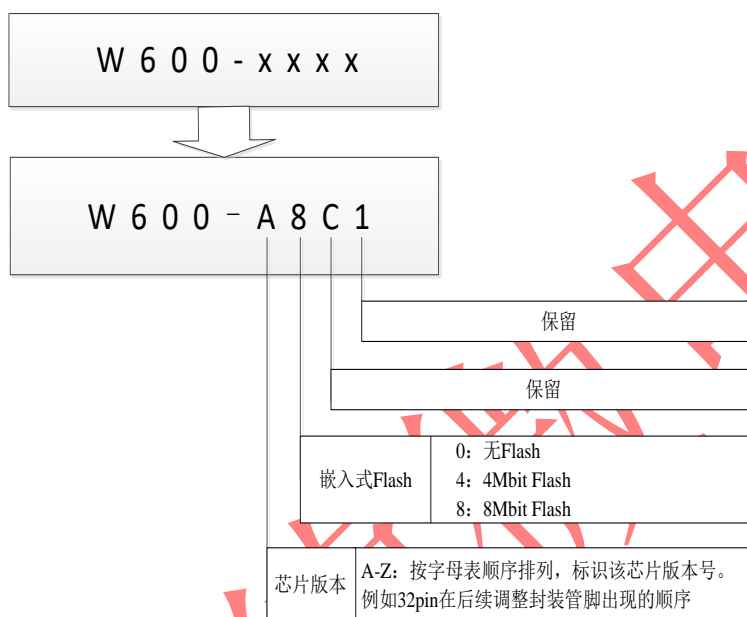 W600-xxxx
W600-A8C1
保留
保留
嵌入式Flash
0：无Flash
4：4Mbit Flash
8：8Mbit Flash
芯片版本
A-Z：按字母表顺序排列，标识该芯片版本号。
例如32pin在后续调整封装管脚出现的顺序